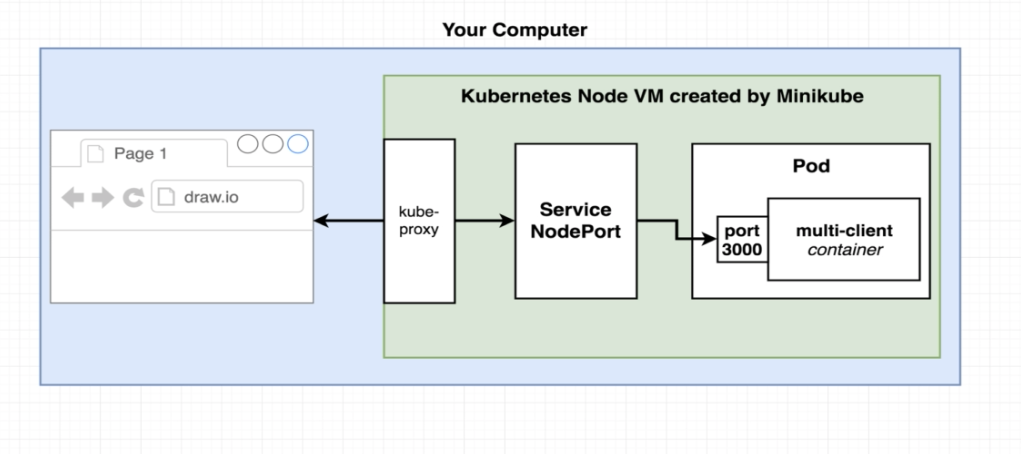 Your Computer
Kubernetes Node VM created by Minikube
Page 1
draw.io
kube-
proxy
Service
NodePort
Pod
port
3000
multi-client
container